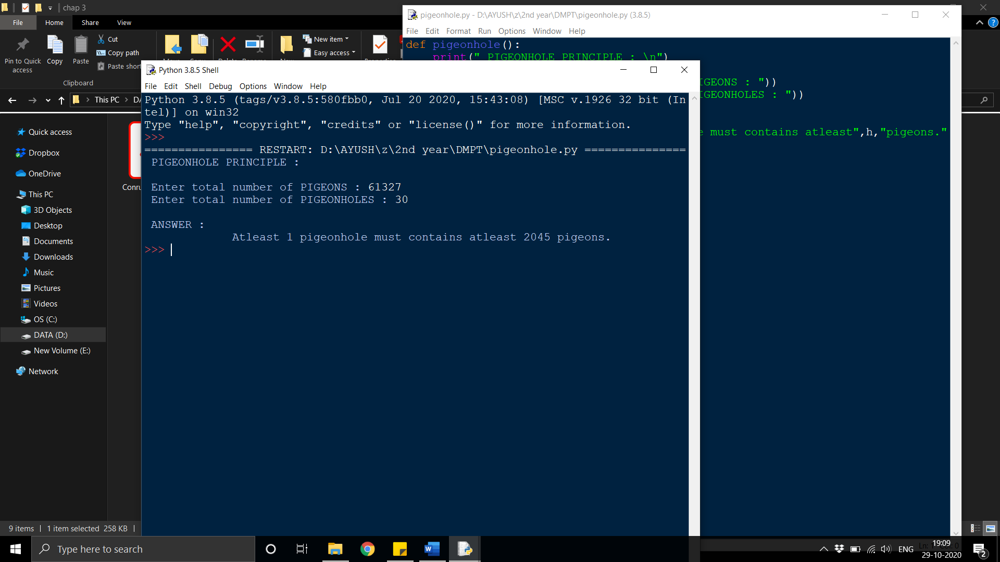 chap 3
File Home Share View
Pin to Quick access
Copy
Paste
Cut
Copy path
Paste short
Clipboard
New item
Easy access
This PC
Quick access
Dropbox
OneDrive
This PC
3D Objects
Desktop
Documents
Downloads
Music
Pictures
Videos
OS (C:)
DATA (D:)
New Volume (E:)
Network
Conru
9 items 1 item selected 258 KB
pigeonhole.py - D:\AYUSH\z\2nd year\DMPT\pigeonhole.py (3.8.5)
File Edit Format Run Options Window Help
def pigeonhole():
print(" PIGEONHOLE PRINCIPLE : \n")
IGEONS : "))
IGEONHOLES : "))
e must contains atleast",h,"pigeons."
Python 3.8.5 Shell
File Edit Shell Debug Options Window Help
Python 3.8.5 (tags/v3.8.5:580fbb0, Jul 20 2020, 15:43:08) [MSC v.1926 32 bit (In
tel)] on win32
Type "help", "copyright", "credits" or "license()" for more information.
>>>
================ RESTART: D:\AYUSH\z\2nd year\DMPT\pigeonhole.py ===============
PIGEONHOLE PRINCIPLE :
Enter total number of PIGEONS : 61327
Enter total number of PIGEONHOLES : 30
ANSWER :
Atleast 1 pigeonhole must contains atleast 2045 pigeons.
>>>
Type here to search
ENG
19:09
29-10-2020
2